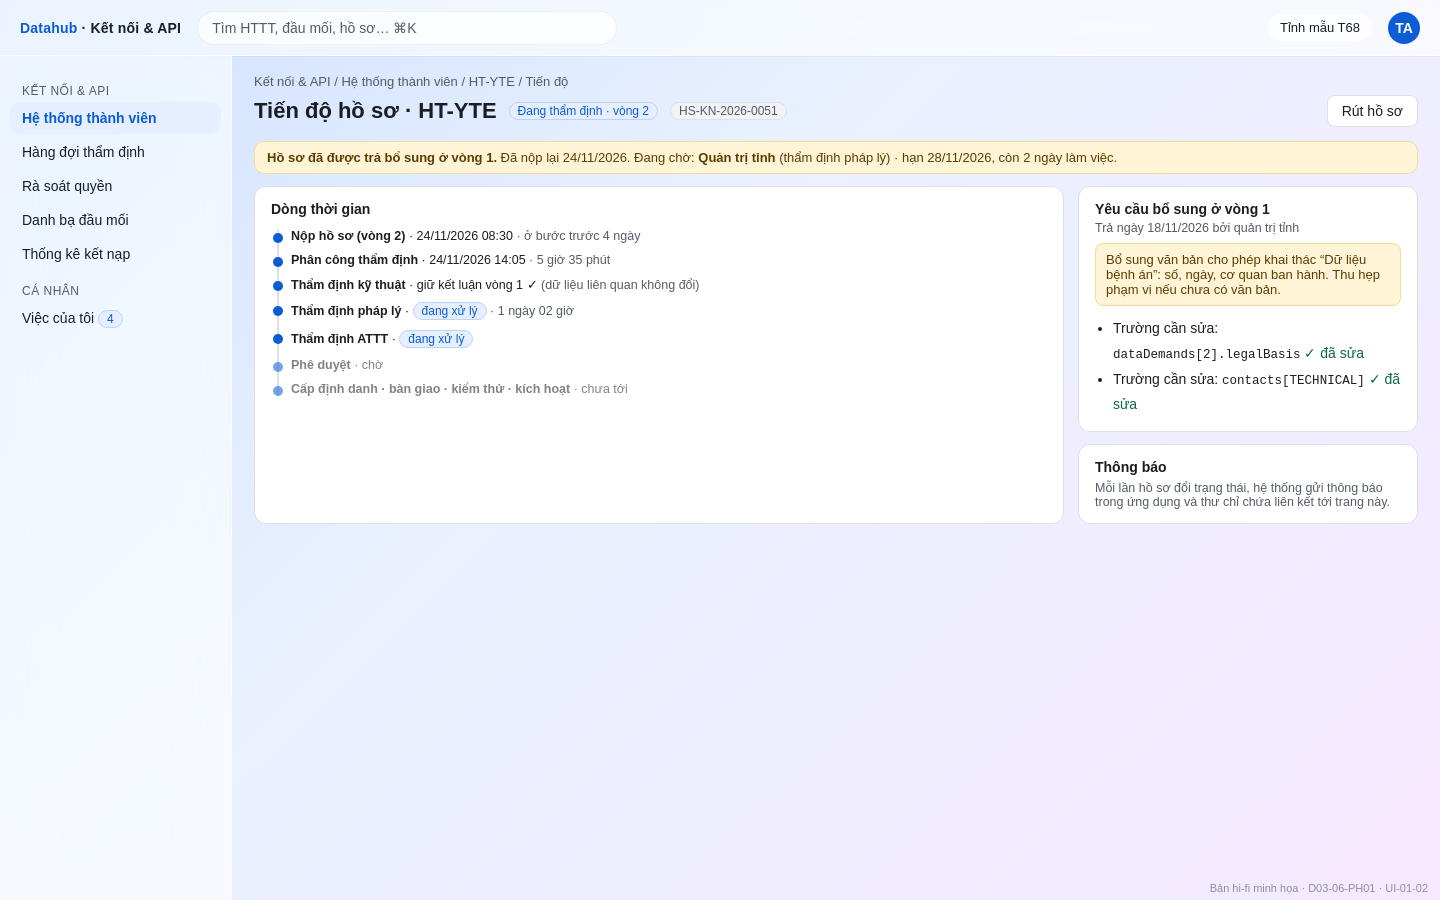 Datahub · Kết nối & API
Tìm HTTT, đầu mối, hồ sơ… ⌘K
Tỉnh mẫu T68
TA
KẾT NỐI & API
Hệ thống thành viên
Hàng đợi thẩm định
Rà soát quyền
Danh bạ đầu mối
Thống kê kết nạp
CÁ NHÂN
Việc của tôi 4
Kết nối & API / Hệ thống thành viên / HT-YTE / Tiến độ
Tiến độ hồ sơ · HT-YTE
Đang thẩm định · vòng 2
HS-KN-2026-0051
Rút hồ sơ
Hồ sơ đã được trả bổ sung ở vòng 1. Đã nộp lại 24/11/2026. Đang chờ: Quản trị tỉnh (thẩm định pháp lý) · hạn 28/11/2026, còn 2 ngày làm việc.
Dòng thời gian
Nộp hồ sơ (vòng 2) · 24/11/2026 08:30 · ở bước trước 4 ngày
Phân công thẩm định · 24/11/2026 14:05 · 5 giờ 35 phút
Thẩm định kỹ thuật · giữ kết luận vòng 1 ✓ (dữ liệu liên quan không đổi)
Thẩm định pháp lý · đang xử lý · 1 ngày 02 giờ
Thẩm định ATTT · đang xử lý
Phê duyệt · chờ
Cấp định danh · bàn giao · kiểm thử · kích hoạt · chưa tới
Yêu cầu bổ sung ở vòng 1
Trả ngày 18/11/2026 bởi quản trị tỉnh
Bổ sung văn bản cho phép khai thác “Dữ liệu
bệnh án”: số, ngày, cơ quan ban hành. Thu hẹp
phạm vi nếu chưa có văn bản.
• Trường cần sửa:
dataDemands[2].legalBasis ✓ đã sửa
• Trường cần sửa: contacts[TECHNICAL] ✓ đã
sửa
Thông báo
Mỗi lần hồ sơ đổi trạng thái, hệ thống gửi thông báo
trong ứng dụng và thư chỉ chứa liên kết tới trang này.
Bản hi-fi minh họa · D03-06-PH01 · UI-01-02